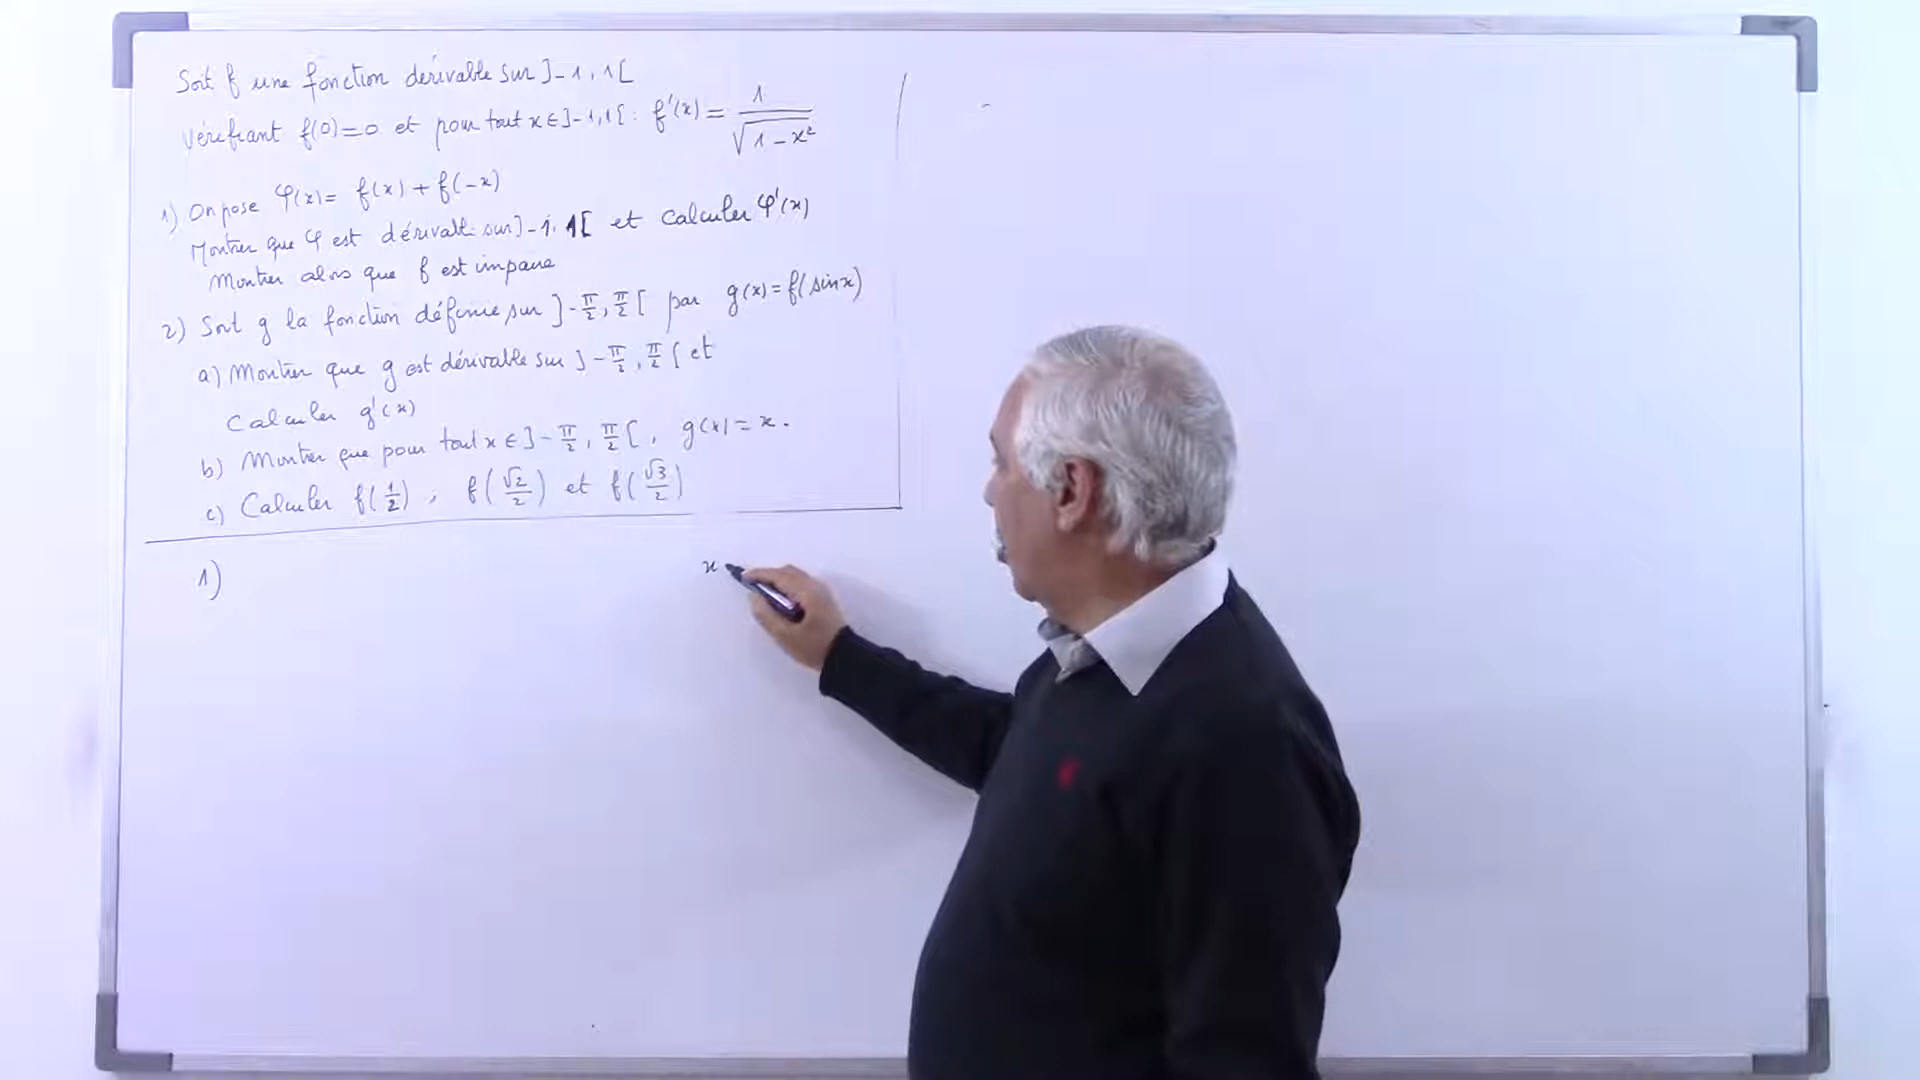 Soit f une fonction dérivable sur ]-1,1[
vérifiant f(0)=0 et pour tout x∈]-1,1[ : f'(x) = 1/√(1-x²)
1) On pose φ(x) = f(x) + f(-x)
Montrer que φ est dérivable sur ]-1,1[ et calculer φ'(x)
Montrer alors que f est impaire
2) Soit g la fonction définie sur ]-π/2, π/2[ par g(x) = f(sinx)
a) Montrer que g est dérivable sur ]-π/2, π/2[ et
Calculer g'(x)
b) Montrer que pour tout x∈]-π/2, π/2[, g(x) = x.
c) Calculer f(1/2) ; f(√2/2) et f(√3/2)
1) x